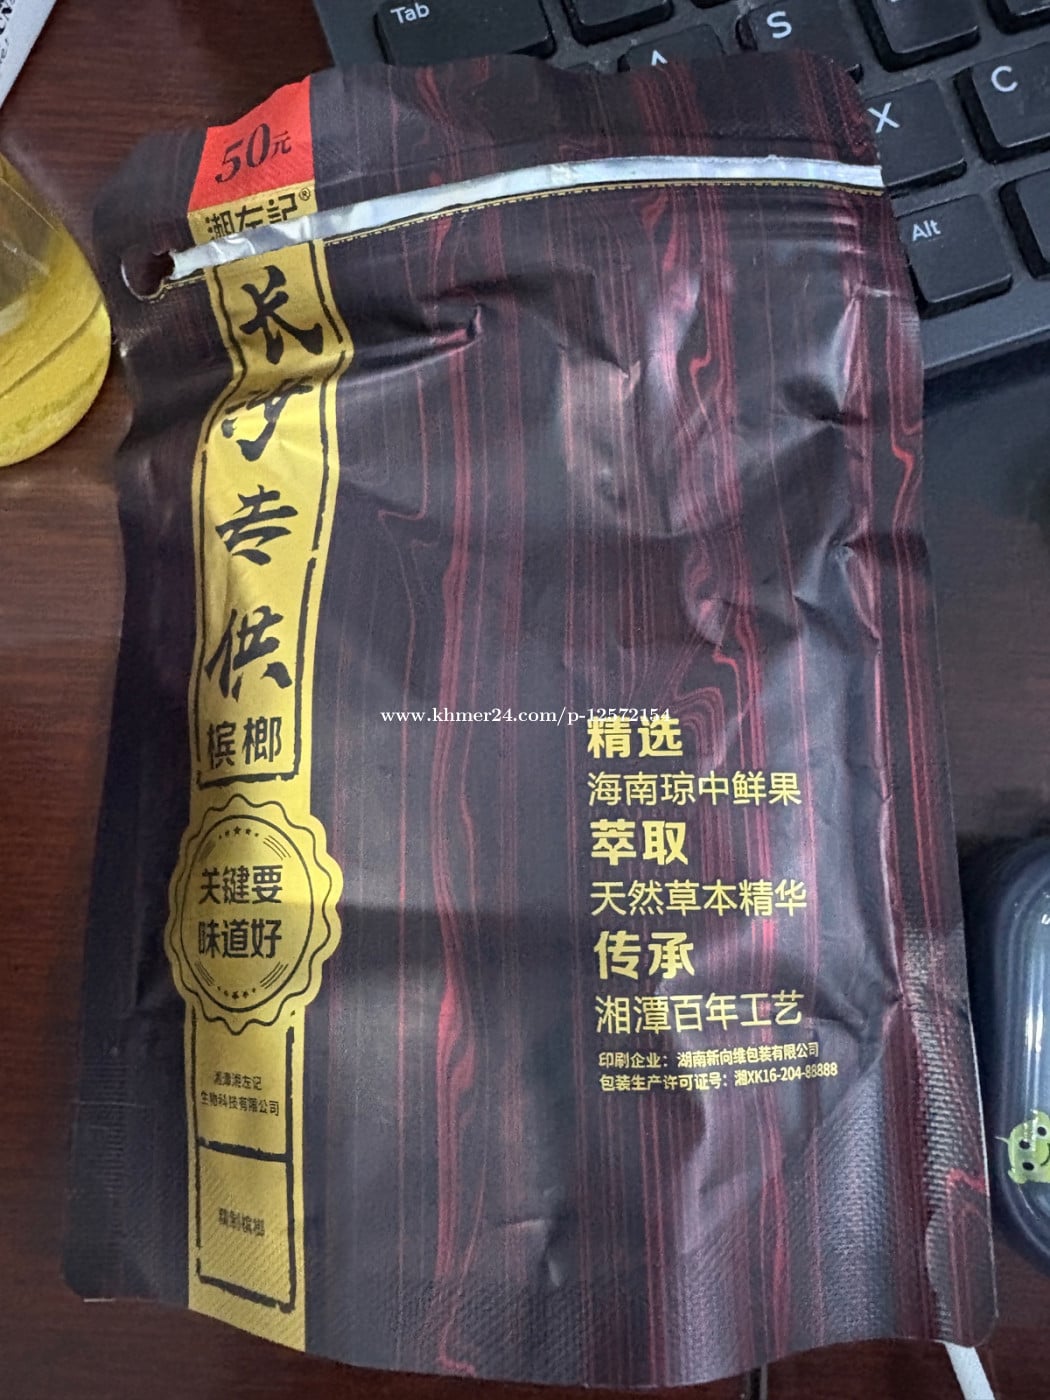 Tab
S
A
C
X
Alt
50元
湘左记®
长
沙
专
供
槟榔
关键要
味道好
湘潭湘左记
生物科技有限公司
精制槟榔
www.khmer24.com/p-12572154
精选
海南琼中鲜果
萃取
天然草本精华
传承
湘潭百年工艺
印刷企业：湖南新向维包装有限公司
包装生产许可证号：湘XK16-204-88888